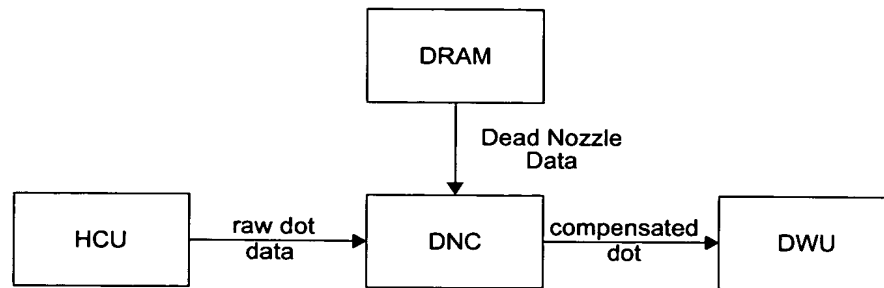 DRAM
Dead Nozzle
Data
HCU
raw dot
data
DNC
compensated
dot
DWU